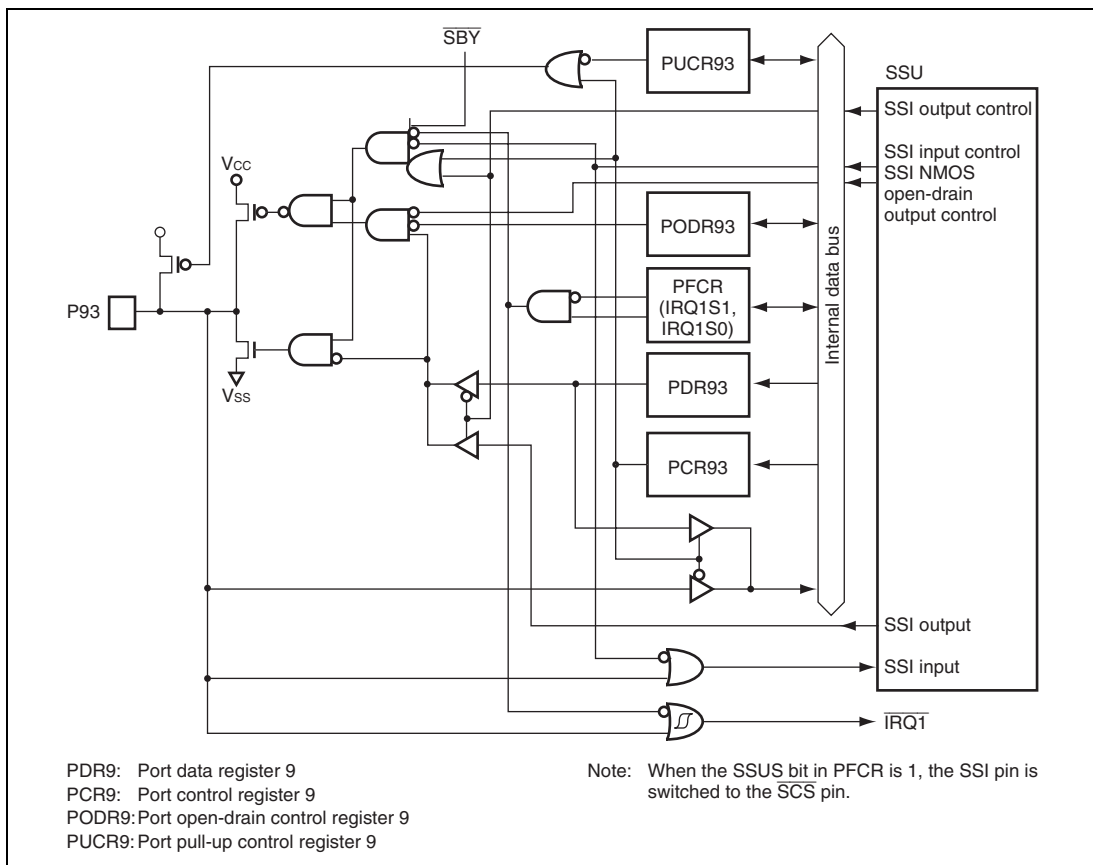 SBY
PUCR93
SSU
SSI output control
SSI input control
SSI NMOS
open-drain
output control
VCC
PODR93
PFCR
(IRQ1S1,
IRQ1S0)
Internal data bus
P93
PDR93
VSS
PCR93
SSI output
SSI input
IRQ1
PDR9: Port data register 9
PCR9: Port control register 9
PODR9: Port open-drain control register 9
PUCR9: Port pull-up control register 9
Note: When the SSUS bit in PFCR is 1, the SSI pin is
switched to the SCS pin.